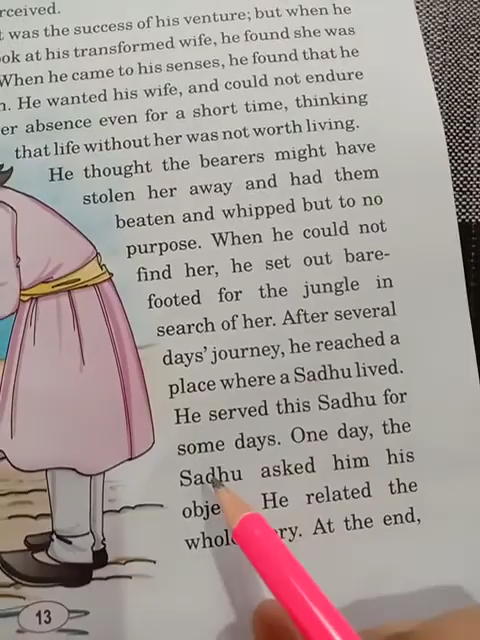 rceived.
was the success of his venture; but when he
ok at his transformed wife, he found she was
When he came to his senses, he found that he
He wanted his wife, and could not endure
er absence even for a short time, thinking
that life without her was not worth living.
He thought the bearers might have
stolen her away and had them
beaten and whipped but to no
purpose. When he could not
find her, he set out bare-
footed for the jungle in
search of her. After several
days' journey, he reached a
place where a Sadhu lived.
He served this Sadhu for
some days. One day, the
Sadhu asked him his
obje He related the
whole ry. At the end,
13